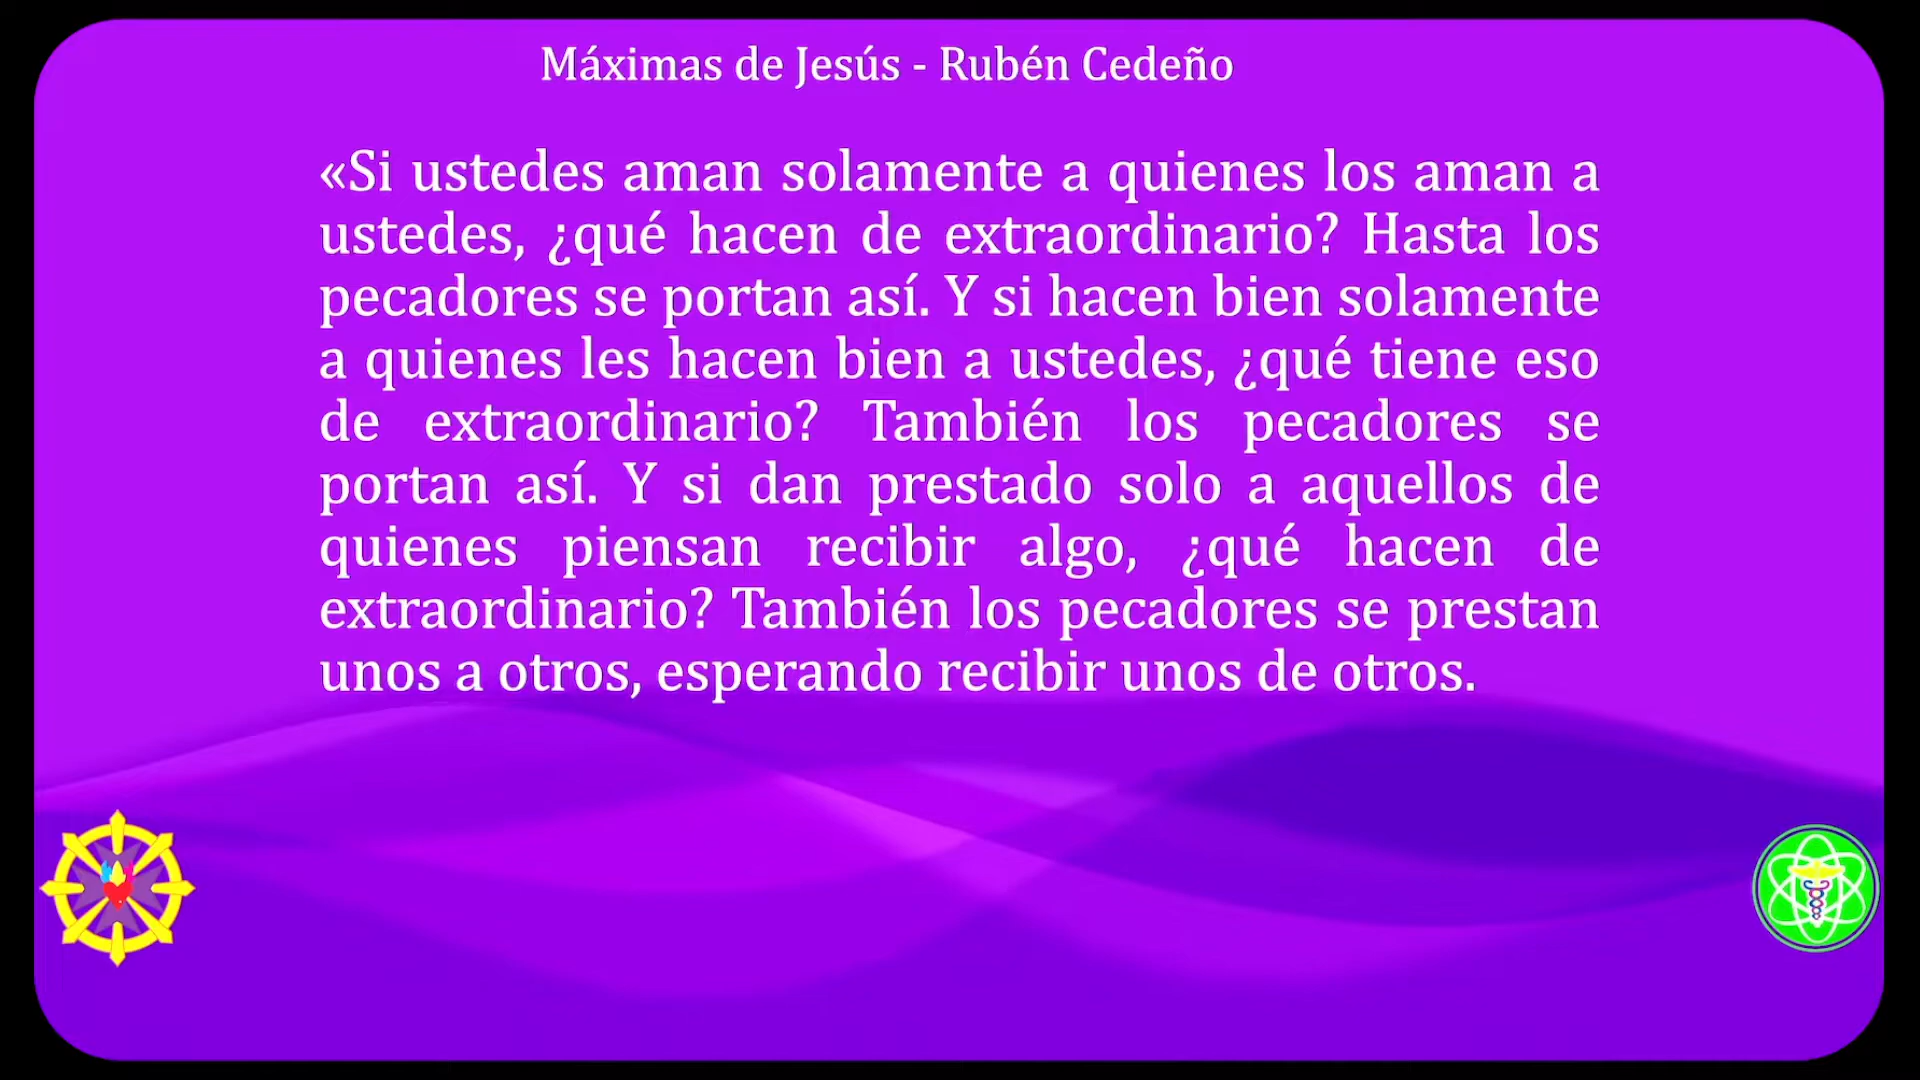 Máximas de Jesús - Rubén Cedeño
«Si ustedes aman solamente a quienes los aman a
ustedes, ¿qué hacen de extraordinario? Hasta los
pecadores se portan así. Y si hacen bien solamente
a quienes les hacen bien a ustedes, ¿qué tiene eso
de extraordinario? También los pecadores se
portan así. Y si dan prestado solo a aquellos de
quienes piensan recibir algo, ¿qué hacen de
extraordinario? También los pecadores se prestan
unos a otros, esperando recibir unos de otros.